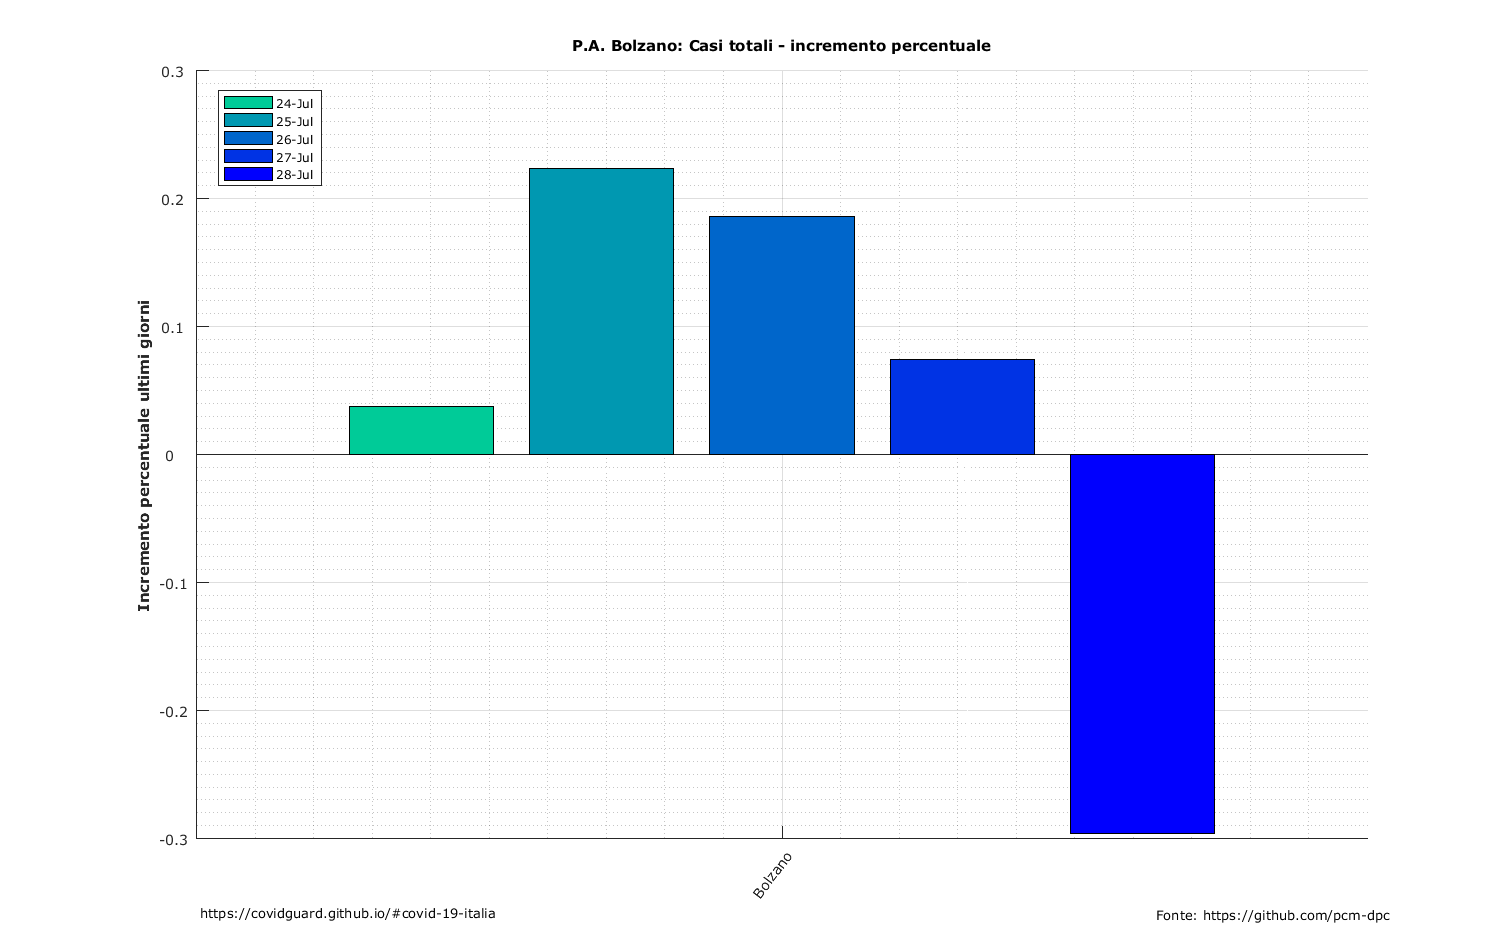 P.A. Bolzano: Casi totali - incremento percentuale
0.3
0.2
0.1
0
-0.1
-0.2
-0.3
24-Jul
25-Jul
26-Jul
27-Jul
28-Jul
Incremento percentuale ultimi giorni
Bolzano
https://covidguard.github.io/#covid-19-italia
Fonte: https://github.com/pcm-dpc